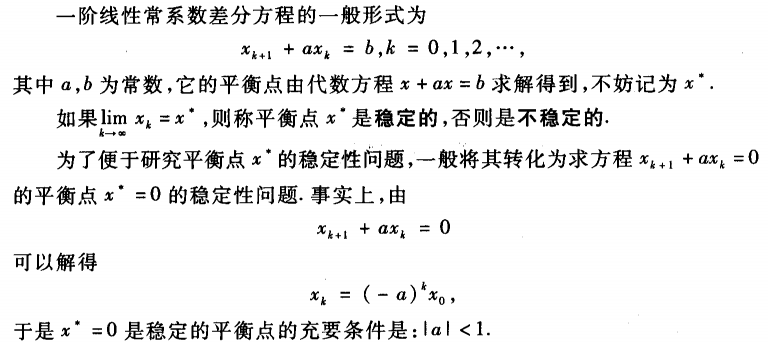 一阶线性常系数差分方程的一般形式为
x_{k+1} + ax_k = b, k = 0,1,2,⋯,
其中 a,b 为常数,它的平衡点由代数方程 x + ax = b 求解得到,不妨记为 x*.
如果 lim_{k→∞} x_k = x*,则称平衡点 x* 是稳定的,否则是不稳定的.
为了便于研究平衡点 x* 的稳定性问题,一般将其转化为求方程 x_{k+1} + ax_k = 0
的平衡点 x* = 0 的稳定性问题. 事实上,由
x_{k+1} + ax_k = 0
可以解得
x_k = (-a)^k x_0,
于是 x* = 0 是稳定的平衡点的充要条件是:|a| < 1.